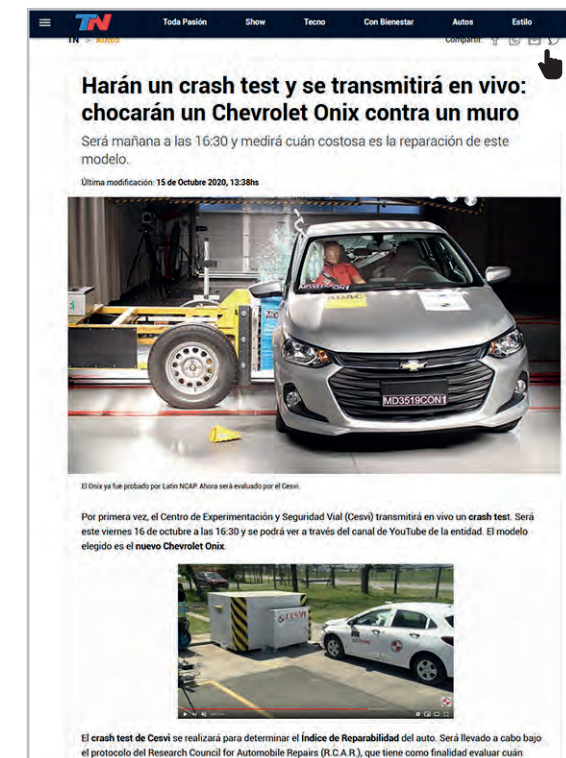 TN
Toda Pasión Show Tecno Con Bienestar Autos Estilo
TN > Autos
Compartir:
Harán un crash test y se transmitirá en vivo:
chocarán un Chevrolet Onix contra un muro
Será mañana a las 16:30 y medirá cuán costosa es la reparación de este
modelo.
Última modificación: 15 de Octubre 2020, 13:38hs
ADAC
MD3519CON1
El Onix ya fue probado por Latin NCAP. Ahora será evaluado por el Cesvi.
Por primera vez, el Centro de Experimentación y Seguridad Vial (Cesvi) transmitirá en vivo un crash test. Será
este viernes 16 de octubre a las 16:30 y se podrá ver a través del canal de YouTube de la entidad. El modelo
elegido es el nuevo Chevrolet Onix.
CESVI
CESVI
El crash test de Cesvi se realizará para determinar el Índice de Reparabilidad del auto. Será llevado a cabo bajo
el protocolo del Research Council for Automobile Repairs (R.C.A.R.), que tiene como finalidad evaluar cuán